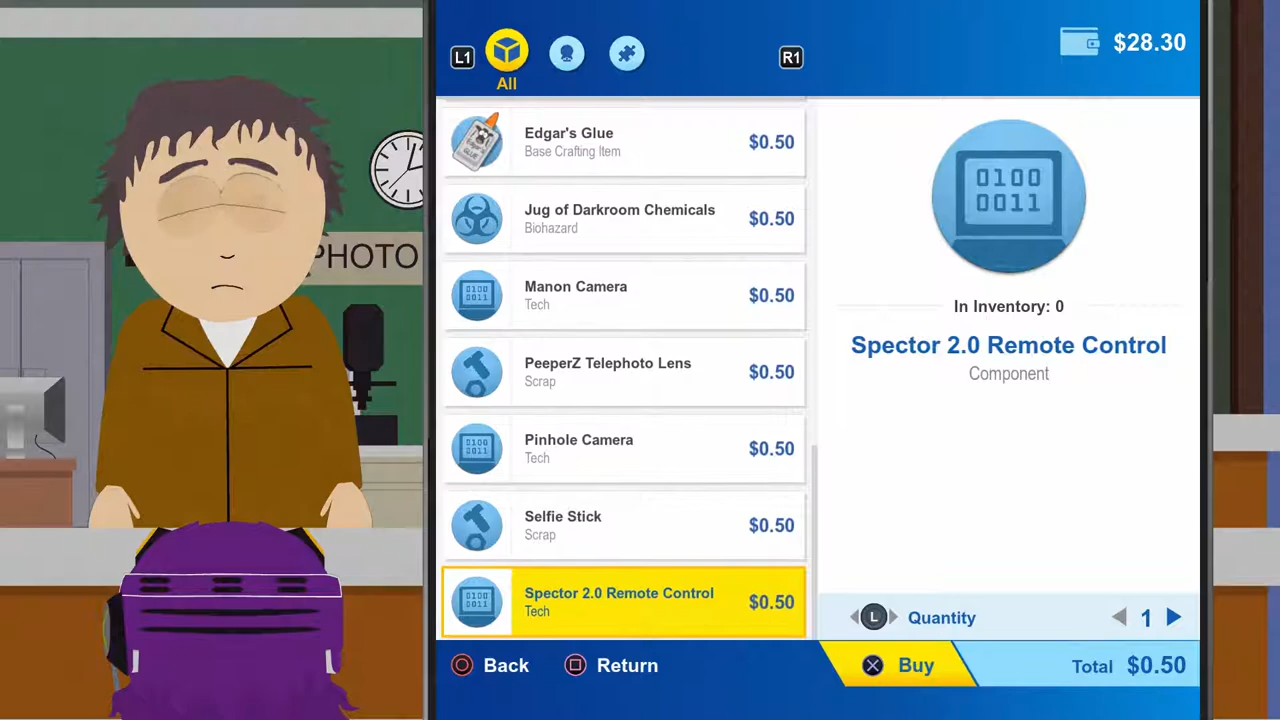 L1
All
R1
$28.30
Edgar's Glue
Base Crafting Item
$0.50
Jug of Darkroom Chemicals
Biohazard
$0.50
Manon Camera
Tech
$0.50
PeeperZ Telephoto Lens
Scrap
$0.50
Pinhole Camera
Tech
$0.50
Selfie Stick
Scrap
$0.50
Spector 2.0 Remote Control
Tech
$0.50
0100
0011
In Inventory: 0
Spector 2.0 Remote Control
Component
L Quantity 1
Back
Return
Buy
Total $0.50
PHOTO